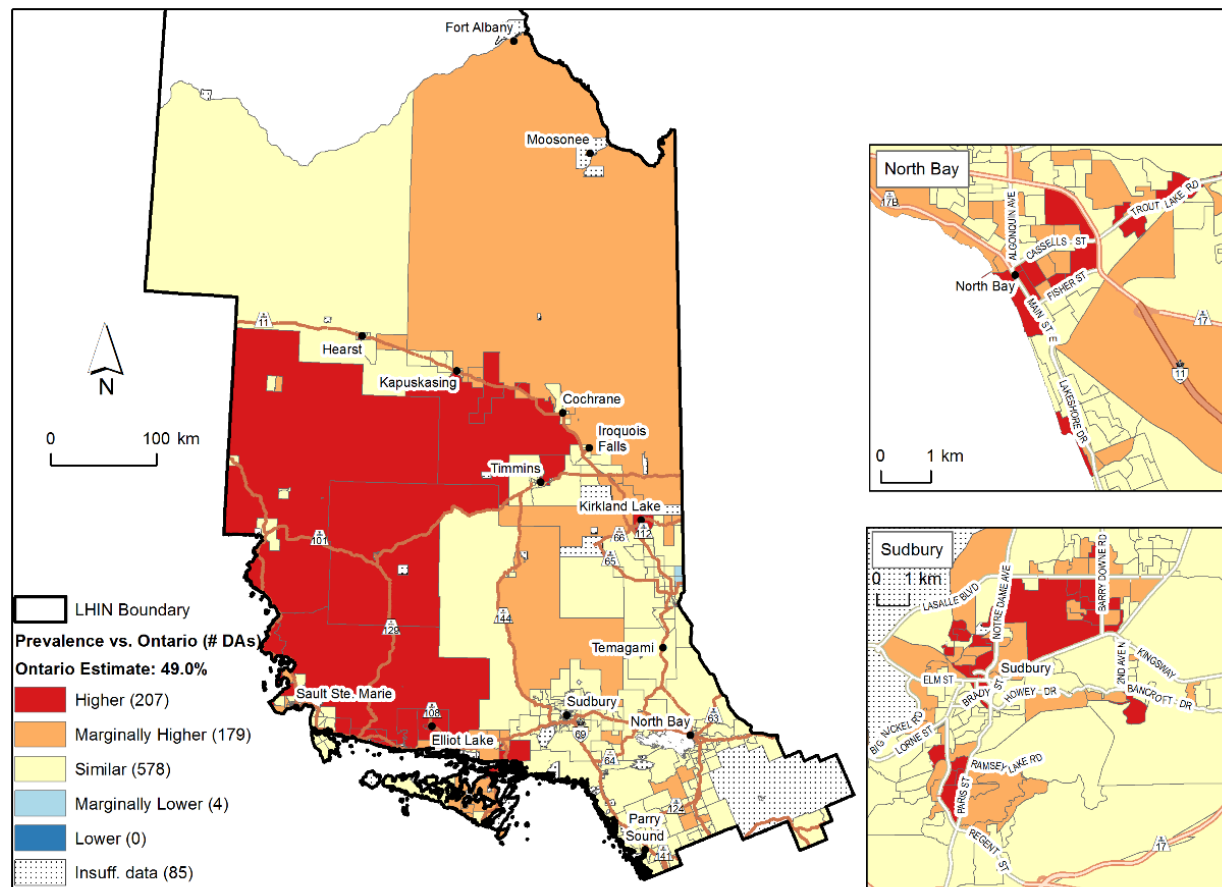 Fort Albany
Moosonee
11
Hearst
Kapuskasing
Cochrane
Iroquois
Falls
Timmins
Kirkland Lake
112
66
65
101
129
144
Temagami
Sault Ste. Marie
108
Elliot Lake
Sudbury
69
North Bay
63
64
124
Parry
Sound
141
N
0 100 km
LHIN Boundary
Prevalence vs. Ontario (# DAs)
Ontario Estimate: 49.0%
Higher (207)
Marginally Higher (179)
Similar (578)
Marginally Lower (4)
Lower (0)
Insuff. data (85)
North Bay
17B
ALGONQUIN AVE
TROUT LAKE RD
CASSELLS ST
North Bay
FISHER ST
MAIN ST E
17
11
LAKESHORE DR
0 1 km
Sudbury
0 1 km
LASALLE BLVD
NOTRE DAME AVE
BARRY DOWNE RD
Sudbury
ELM ST
BRADY ST
HOWEY DR
2ND AVE N
KINGSWAY
BANCROFT DR
BIG NICKEL RD
LORNE ST
RAMSEY LAKE RD
PARIS ST
REGENT ST
17